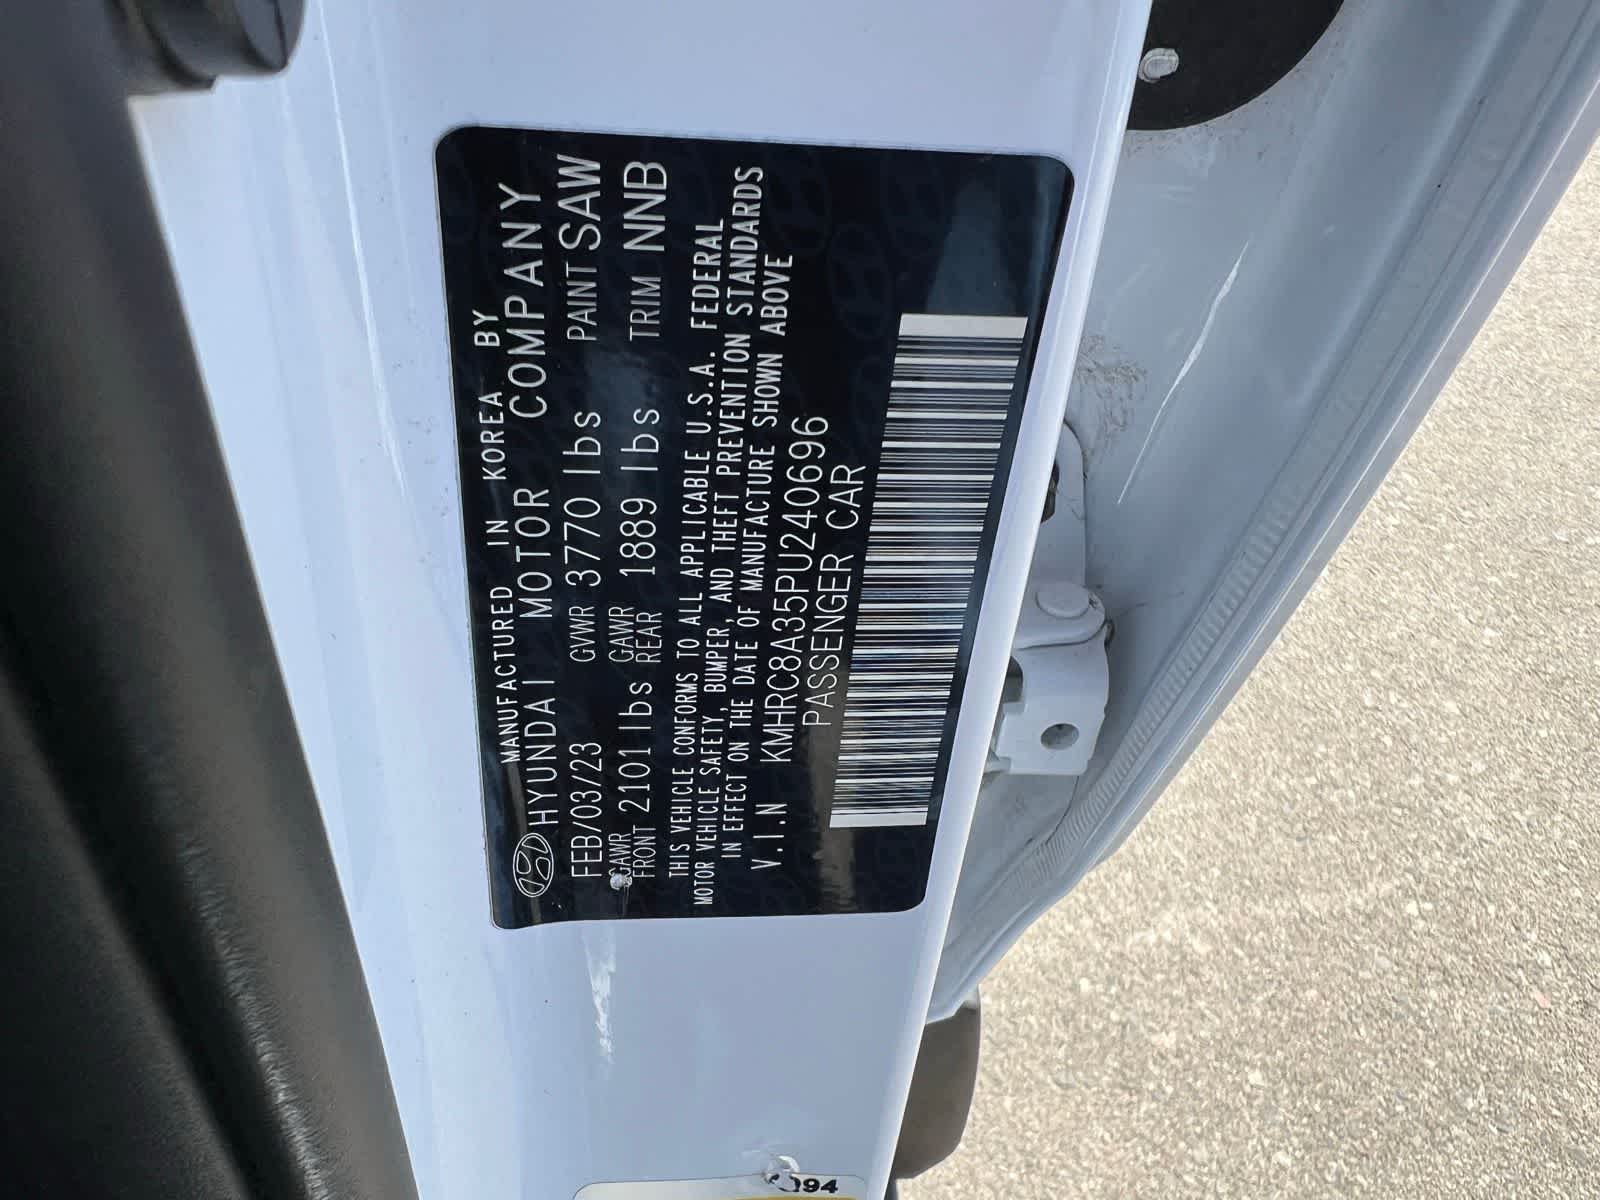 MANUFACTURED IN KOREA BY
HYUNDAI MOTOR COMPANY
FEB/03/23 GVWR 3770 lbs PAINT SAW
GAWR FRONT 2101 lbs GAWR REAR 1889 lbs TRIM NNB
THIS VEHICLE CONFORMS TO ALL APPLICABLE U.S.A. FEDERAL
MOTOR VEHICLE SAFETY, BUMPER, AND THEFT PREVENTION STANDARDS
IN EFFECT ON THE DATE OF MANUFACTURE SHOWN ABOVE
V.I.N KMHRC8A35PU240696
PASSENGER CAR